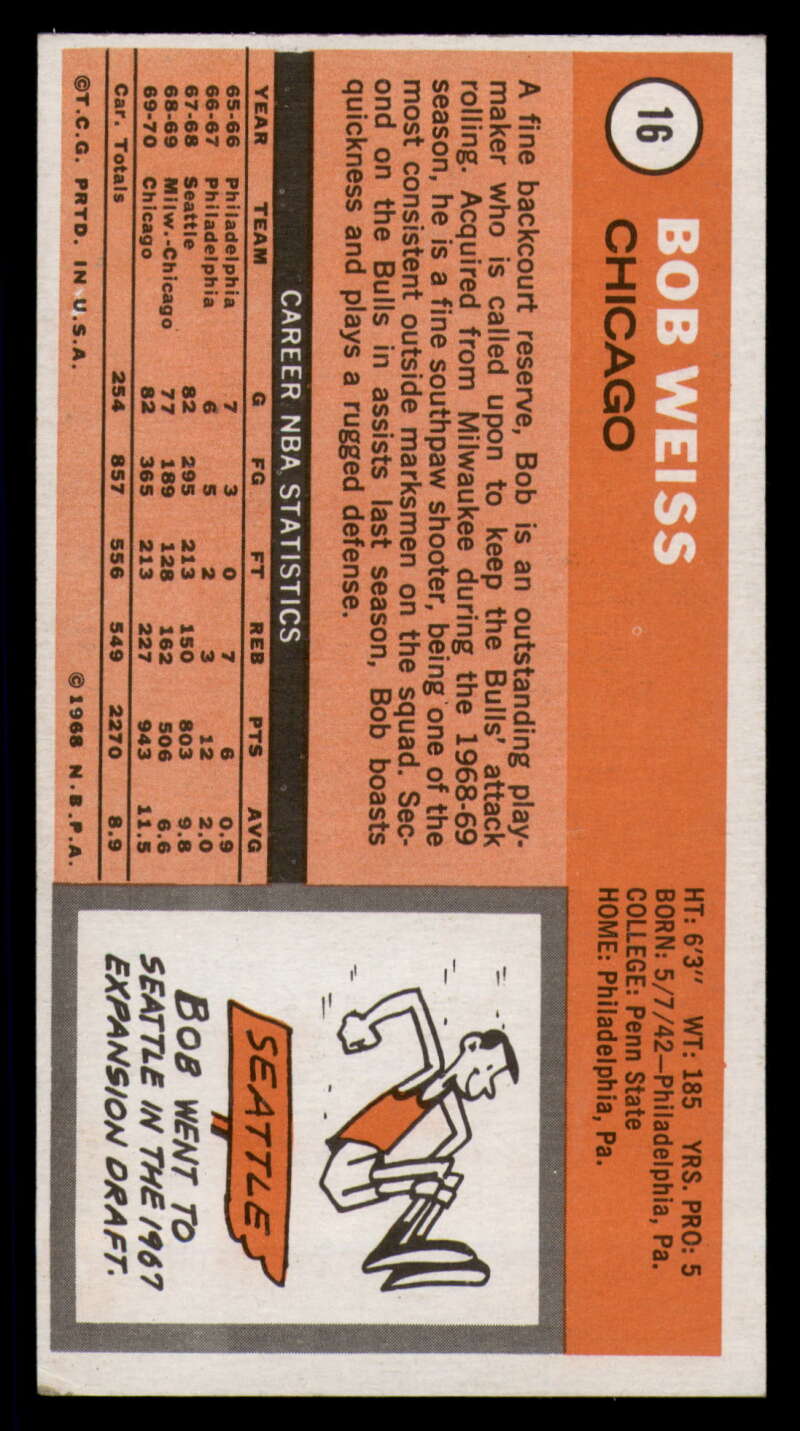 16
BOB WEISS
CHICAGO
HT: 6'3" WT: 185 YRS. PRO: 5
BORN: 5/7/42—Philadelphia, Pa.
COLLEGE: Penn State
HOME: Philadelphia, Pa.
A fine backcourt reserve, Bob is an outstanding play-
maker who is called upon to keep the Bulls' attack
rolling. Acquired from Milwaukee during the 1968-69
season, he is a fine southpaw shooter, being one of the
most consistent outside marksmen on the squad. Sec-
ond on the Bulls in assists last season, Bob boasts
quickness and plays a rugged defense.
CAREER NBA STATISTICS
YEAR TEAM G FG FT REB PTS AVG
65-66 Philadelphia 7 3 0 7 6 0.9
66-67 Philadelphia 6 5 2 3 12 2.0
67-68 Seattle 82 295 213 150 803 9.8
68-69 Milw.-Chicago 77 189 128 162 506 6.6
69-70 Chicago 82 365 213 227 943 11.5
Car. Totals 254 857 556 549 2270 8.9
©T.C.G. PRTD. IN U.S.A. ©1968 N.B.P.A.
SEATTLE
BOB WENT TO
SEATTLE IN THE 1967
EXPANSION DRAFT.